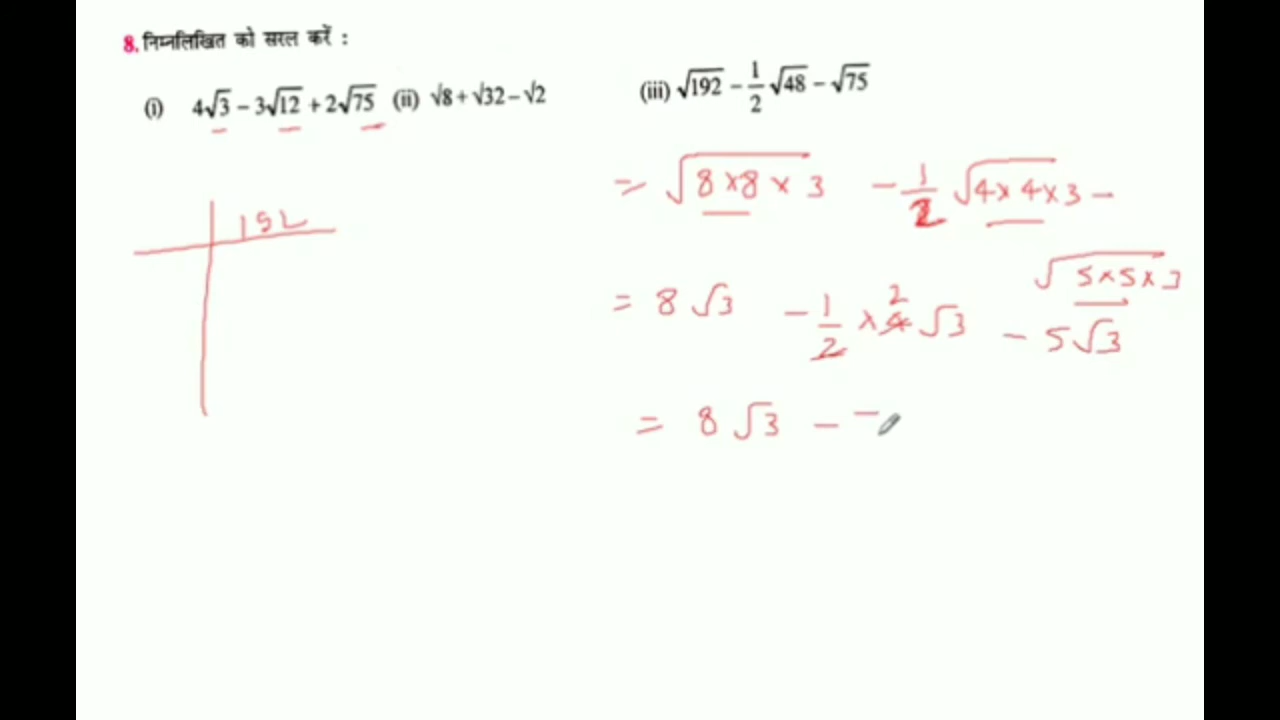 8. निम्नलिखित को सरल करें :
(i) 4√3 − 3√12 + 2√75 (ii) √8 + √32 − √2 (iii) √192 − 1/2 √48 − √75
= √8×8×3 − 1/2 √4×4×3 −
192
√5×5×3
= 8√3 − 1/2 × 4 2 √3 − 5√3
= 8√3 −